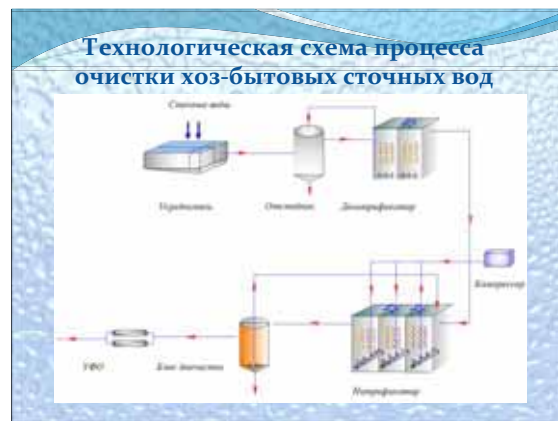 Технологическая схема процесса
очистки хоз-бытовых сточных вод
Сточные воды
Усреднитель
Отстойник
Денитрификатор
Компрессор
УФО
Блок доочистки
Нитрификатор